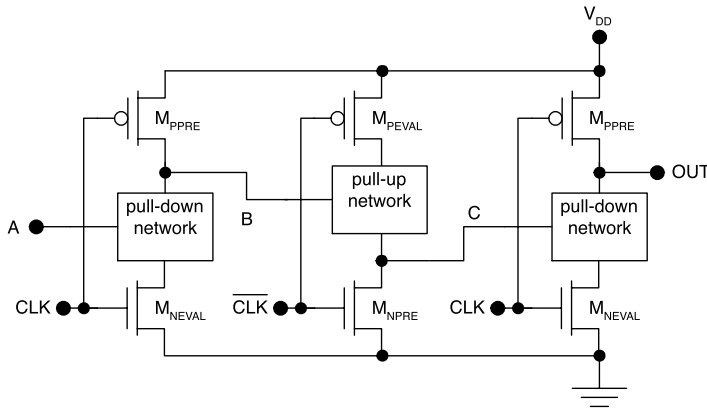 V_DD
M_PPRE
M_PEVAL
M_PPRE
OUT
pull-up
network
pull-down
network
pull-down
network
A
B
C
CLK
M_NEVAL
C̅L̅K̅
M_NPRE
CLK
M_NEVAL